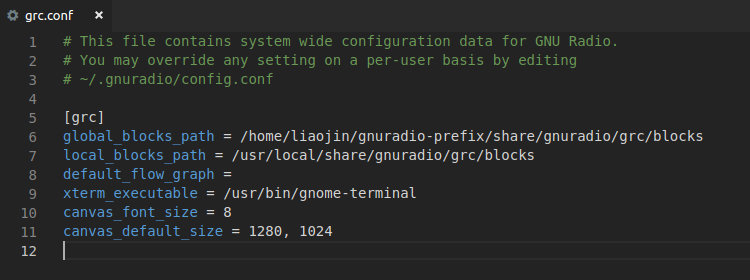 grc.conf ×
1 # This file contains system wide configuration data for GNU Radio.
2 # You may override any setting on a per-user basis by editing
3 # ~/.gnuradio/config.conf
4
5 [grc]
6 global_blocks_path = /home/liaojin/gnuradio-prefix/share/gnuradio/grc/blocks
7 local_blocks_path = /usr/local/share/gnuradio/grc/blocks
8 default_flow_graph =
9 xterm_executable = /usr/bin/gnome-terminal
10 canvas_font_size = 8
11 canvas_default_size = 1280, 1024
12